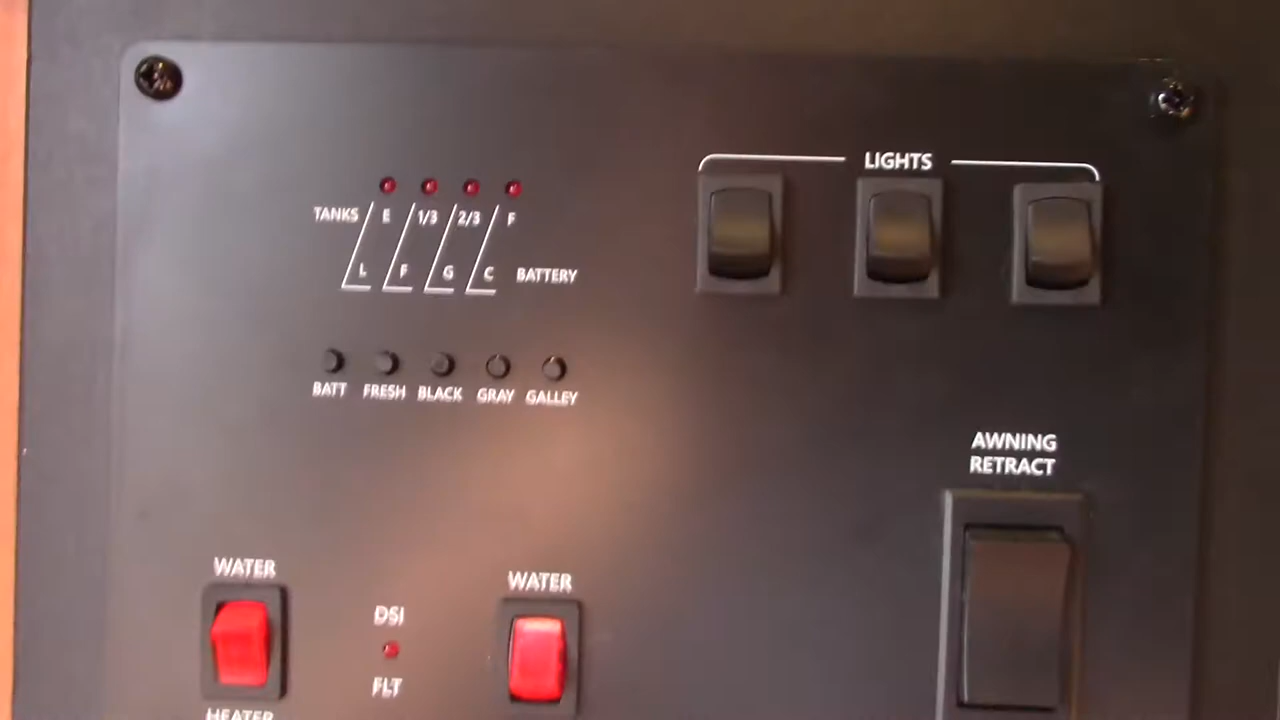 LIGHTS
TANKS E 1/3 2/3 F
L F G C BATTERY
BATT FRESH BLACK GRAY GALLEY
AWNING
RETRACT
WATER
HEATER
DSI
FLT
WATER